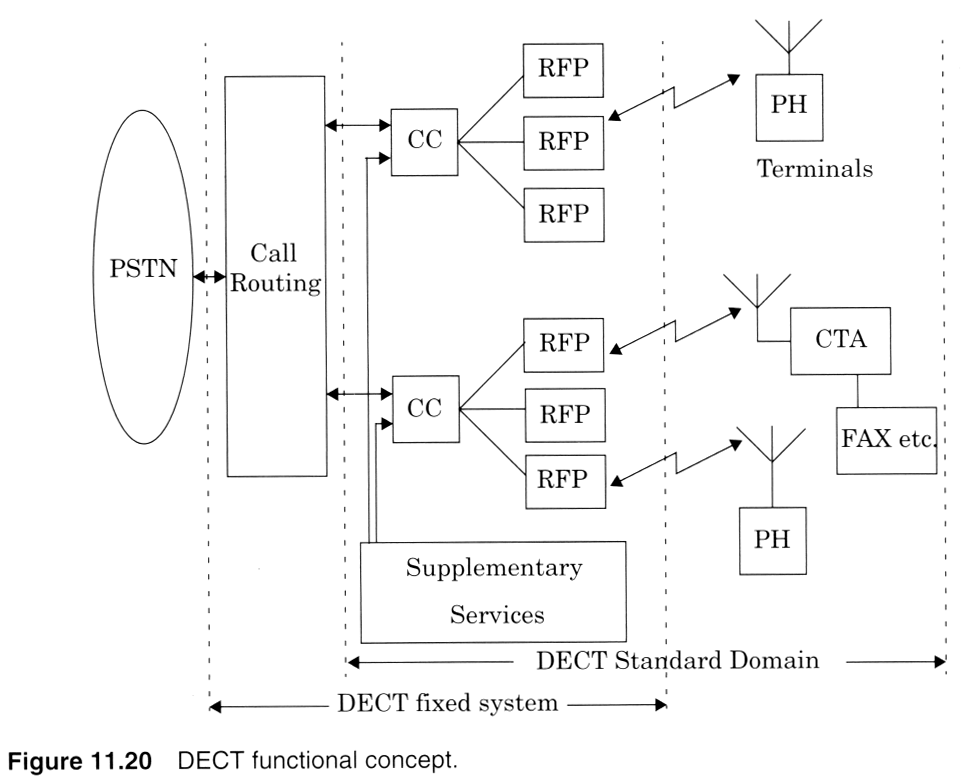 RFP
PH
CC
RFP
Terminals
RFP
PSTN
Call
Routing
RFP
CTA
CC
RFP
FAX etc.
RFP
PH
Supplementary
Services
DECT Standard Domain
DECT fixed system
Figure 11.20 DECT functional concept.